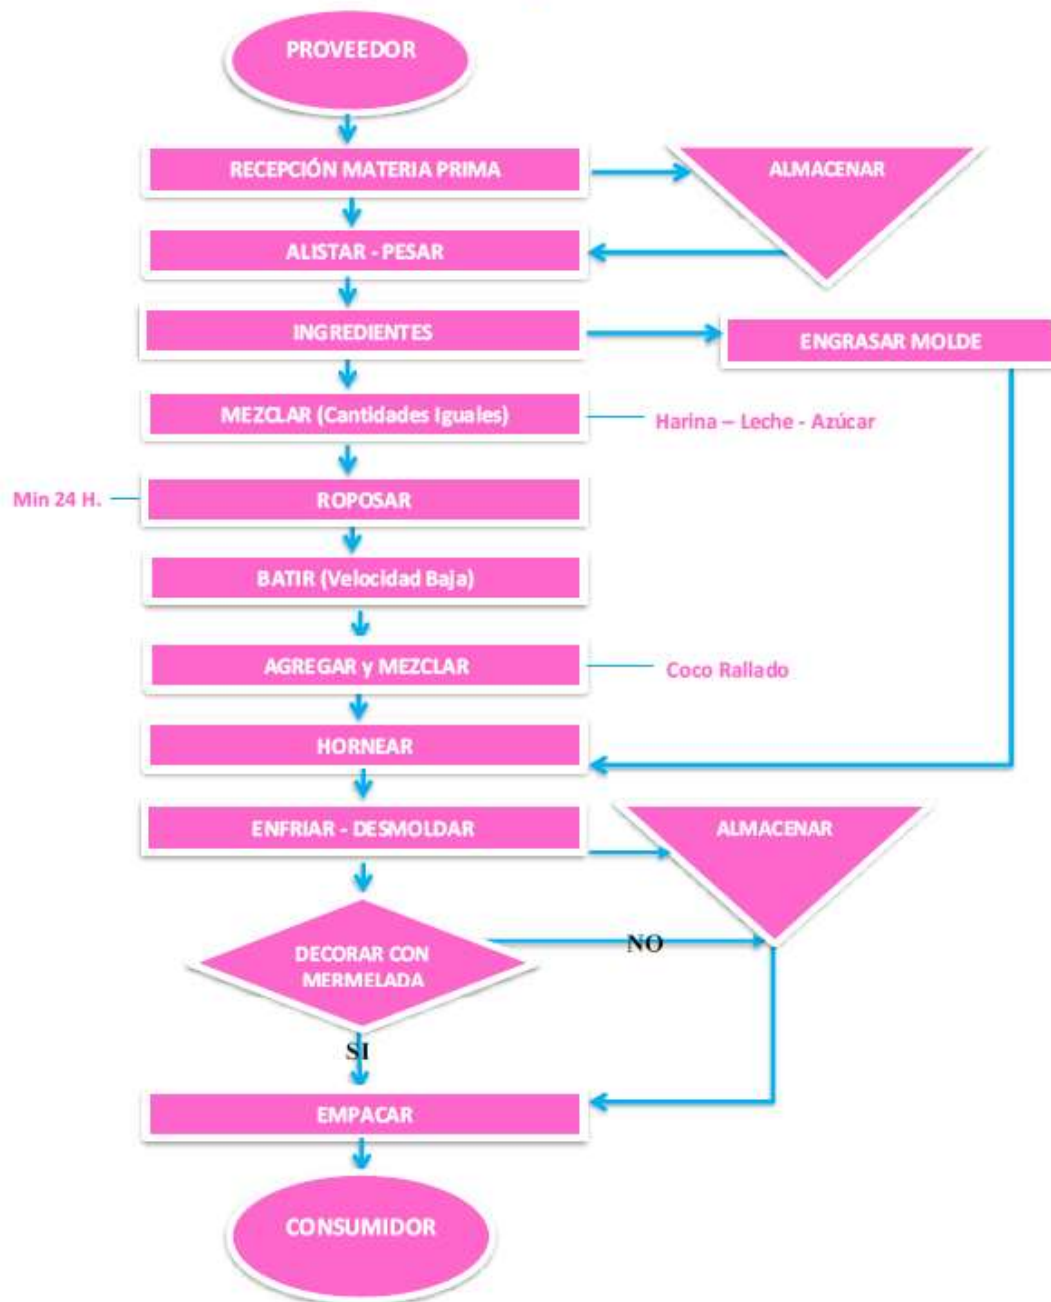 PROVEEDOR
RECEPCIÓN MATERIA PRIMA
ALMACENAR
ALISTAR - PESAR
INGREDIENTES
ENGRASAR MOLDE
MEZCLAR (Cantidades Iguales)
Harina – Leche - Azúcar
Min 24 H.
ROPOSAR
BATIR (Velocidad Baja)
AGREGAR y MEZCLAR
Coco Rallado
HORNEAR
ENFRIAR - DESMOLDAR
ALMACENAR
DECORAR CON
MERMELADA
NO
SI
EMPACAR
CONSUMIDOR